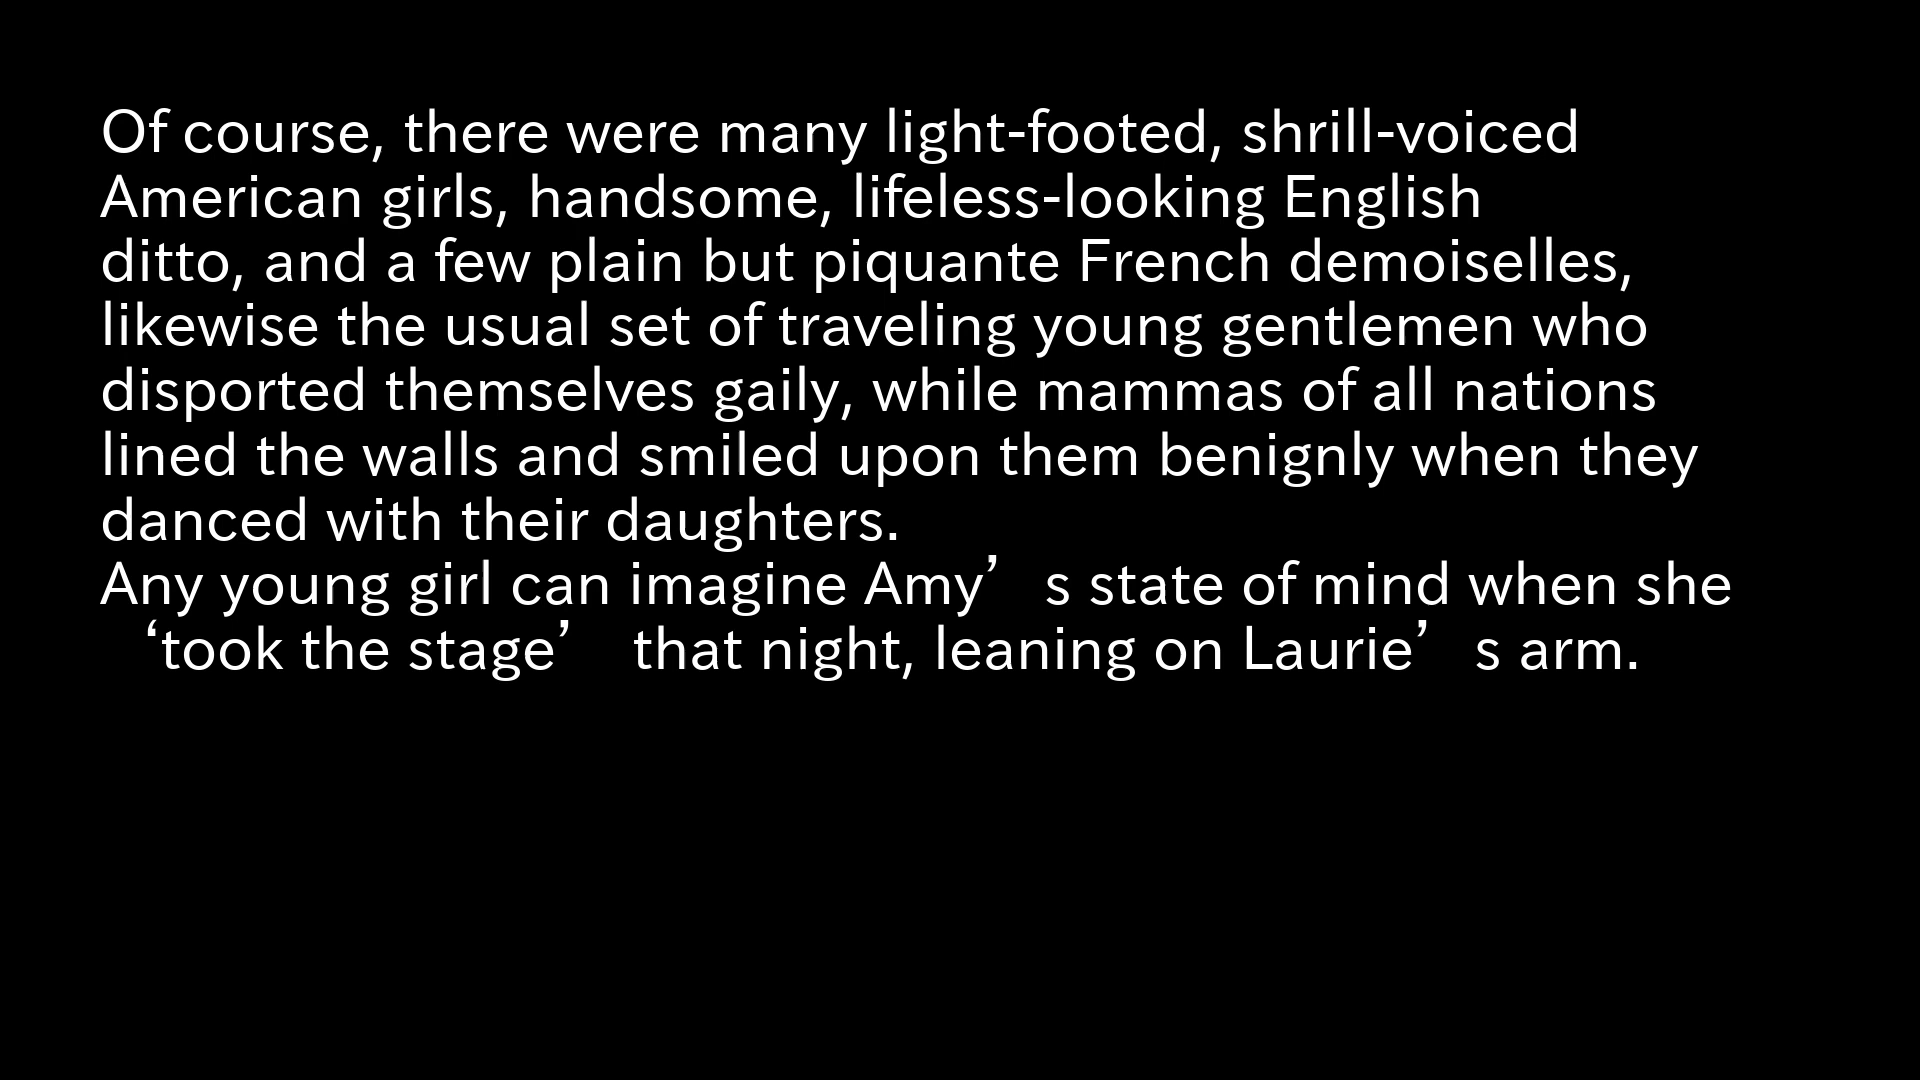 Of course, there were many light-footed, shrill-voiced
American girls, handsome, lifeless-looking English
ditto, and a few plain but piquante French demoiselles,
likewise the usual set of traveling young gentlemen who
disported themselves gaily, while mammas of all nations
lined the walls and smiled upon them benignly when they
danced with their daughters.
Any young girl can imagine Amy’s state of mind when she
‘took the stage’ that night, leaning on Laurie’s arm.